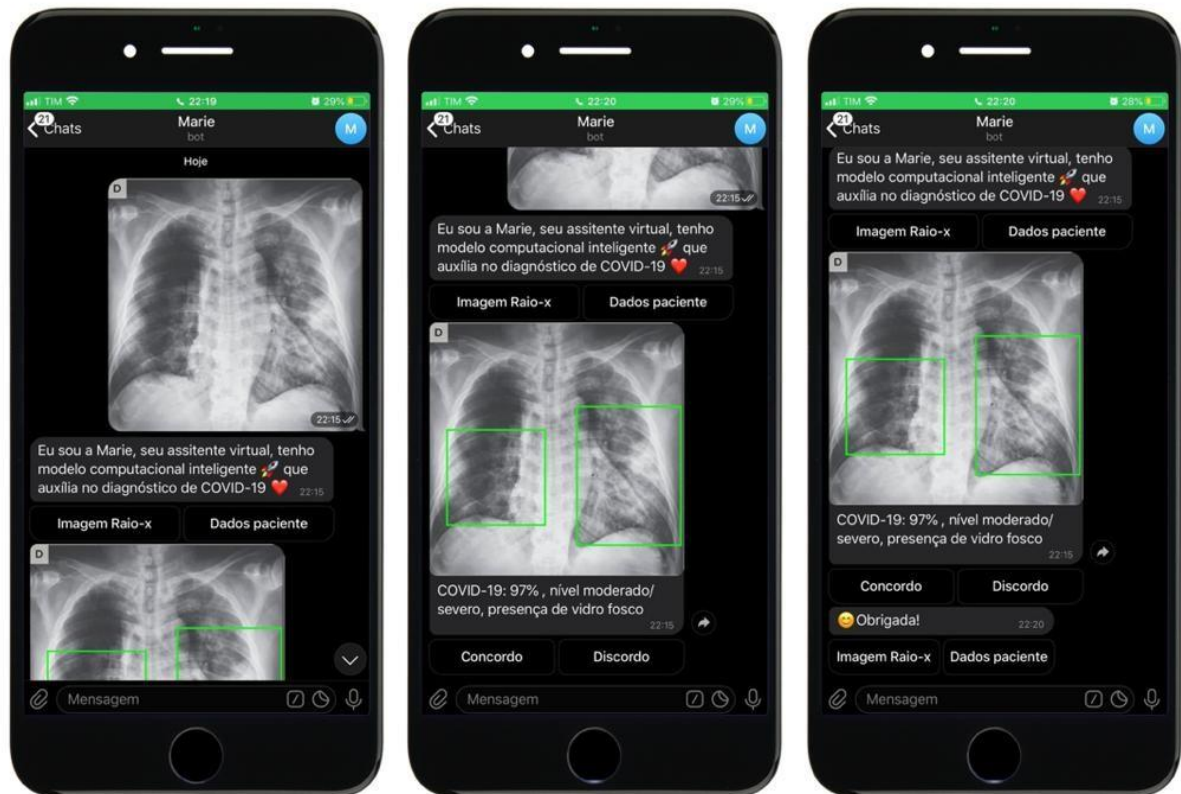 TIM 22:19 29%
21 Chats Marie M
bot
Hoje
D
22:15
Eu sou a Marie, seu assitente virtual, tenho
modelo computacional inteligente 🚀 que
auxília no diagnóstico de COVID-19 ❤️ 22:15
Imagem Raio-x Dados paciente
D
Mensagem
TIM 22:20 29%
21 Chats Marie M
bot
22:15
Eu sou a Marie, seu assitente virtual, tenho
modelo computacional inteligente 🚀 que
auxília no diagnóstico de COVID-19 ❤️ 22:15
Imagem Raio-x Dados paciente
D
COVID-19: 97% , nível moderado/
severo, presença de vidro fosco
22:15
Concordo Discordo
Mensagem
TIM 22:20 28%
21 Chats Marie M
bot
Eu sou a Marie, seu assitente virtual, tenho
modelo computacional inteligente 🚀 que
auxília no diagnóstico de COVID-19 ❤️ 22:15
Imagem Raio-x Dados paciente
D
COVID-19: 97% , nível moderado/
severo, presença de vidro fosco
22:15
Concordo Discordo
😊 Obrigada! 22:20
Imagem Raio-x Dados paciente
Mensagem